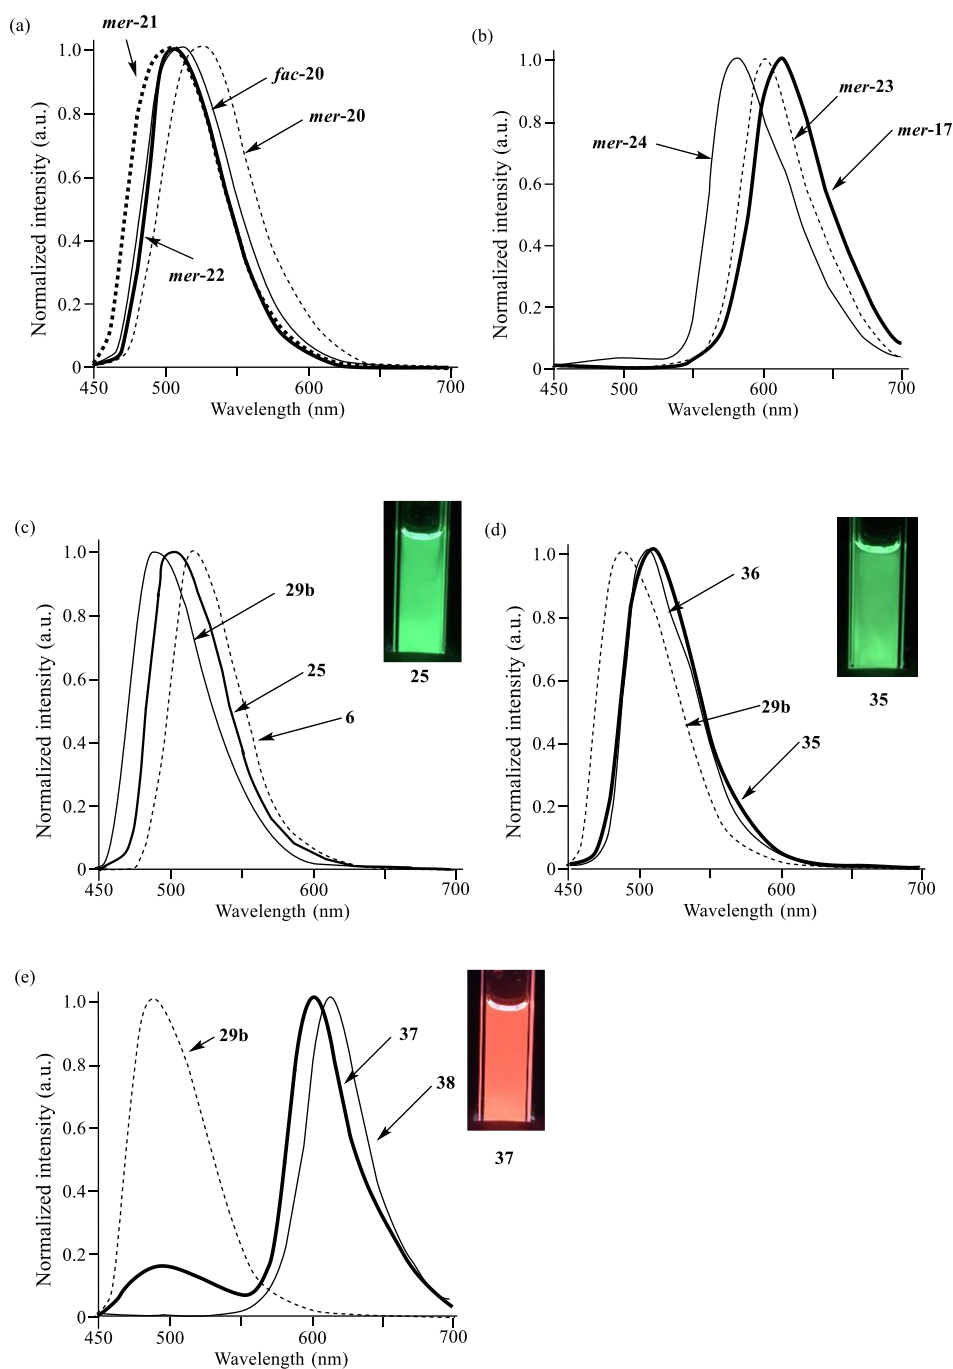 (a)
mer-21
1.0
0.8
0.6
0.4
0.2
0
Normalized intensity (a.u.)
fac-20
mer-20
mer-22
450
500
600
700
Wavelength (nm)
(b)
1.0
0.8
0.6
0.4
0.2
0
Normalized intensity (a.u.)
mer-24
mer-23
mer-17
450
500
600
700
Wavelength (nm)
(c)
1.0
0.8
0.6
0.4
0.2
0
Normalized intensity (a.u.)
29b
25
6
25
450
500
600
700
Wavelength (nm)
(d)
1.0
0.8
0.6
0.4
0.2
0
Normalized intensity (a.u.)
36
29b
35
35
450
500
600
700
Wavelength (nm)
(e)
1.0
0.8
0.6
0.4
0.2
0
Normalized intensity (a.u.)
29b
37
38
37
450
500
600
700
Wavelength (nm)